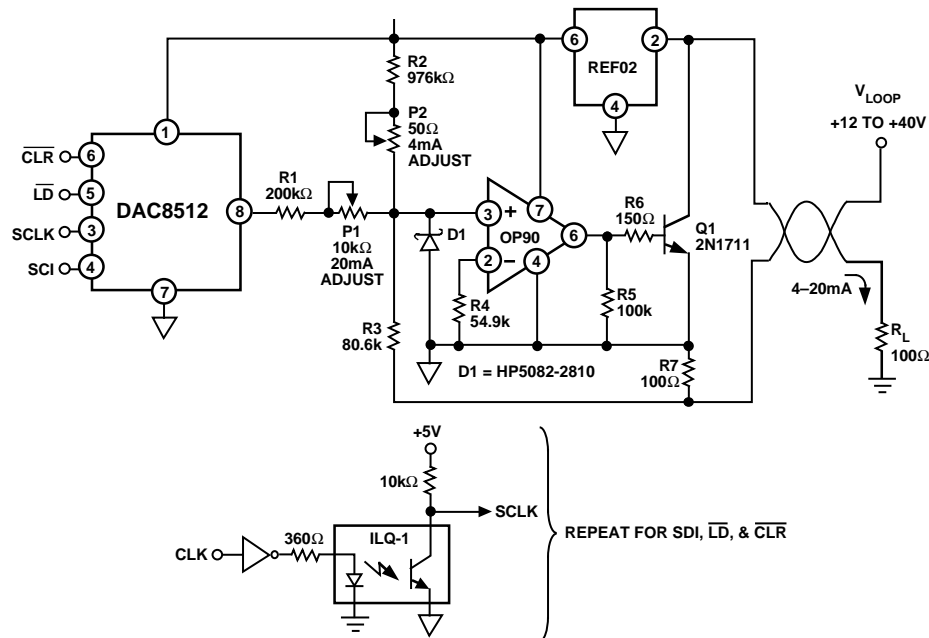 R2
976kΩ
P2
50Ω
4mA
ADJUST
6
2
REF02
4
V LOOP
+12 TO +40V
1
CLR
6
LD
5
SCLK
3
SCI
4
DAC8512
8
7
R1
200kΩ
P1
10kΩ
20mA
ADJUST
D1
3
+
7
OP90
6
2
–
4
R6
150Ω
Q1
2N1711
R4
54.9k
R5
100k
R3
80.6k
D1 = HP5082-2810
R7
100Ω
4–20mA
RL
100Ω
+5V
10kΩ
SCLK
CLK
360Ω
ILQ-1
REPEAT FOR SDI, LD, & CLR